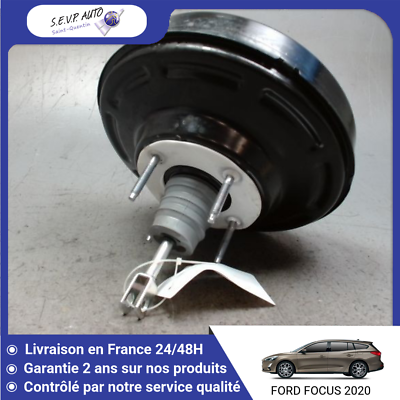 S.E.V.P. AUTO
Saint-Quentin
Livraison en France 24/48H
Garantie 2 ans sur nos produits
Contrôlé par notre service qualité
FORD FOCUS 2020